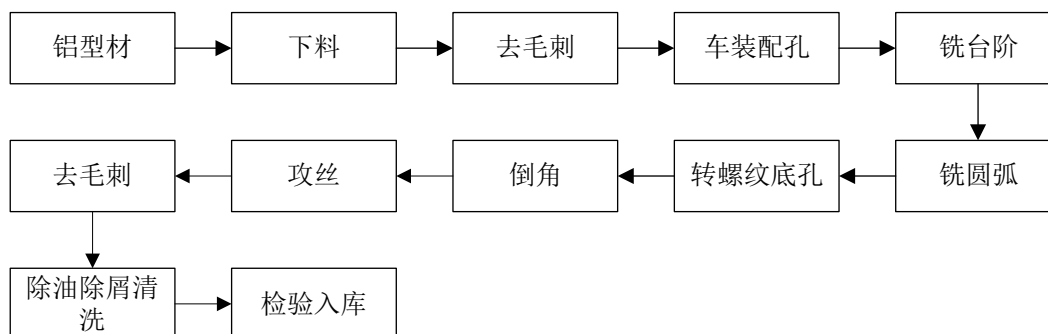 铝型材
下料
去毛刺
车装配孔
铣台阶
铣圆弧
转螺纹底孔
倒角
攻丝
去毛刺
除油除屑清
洗
检验入库